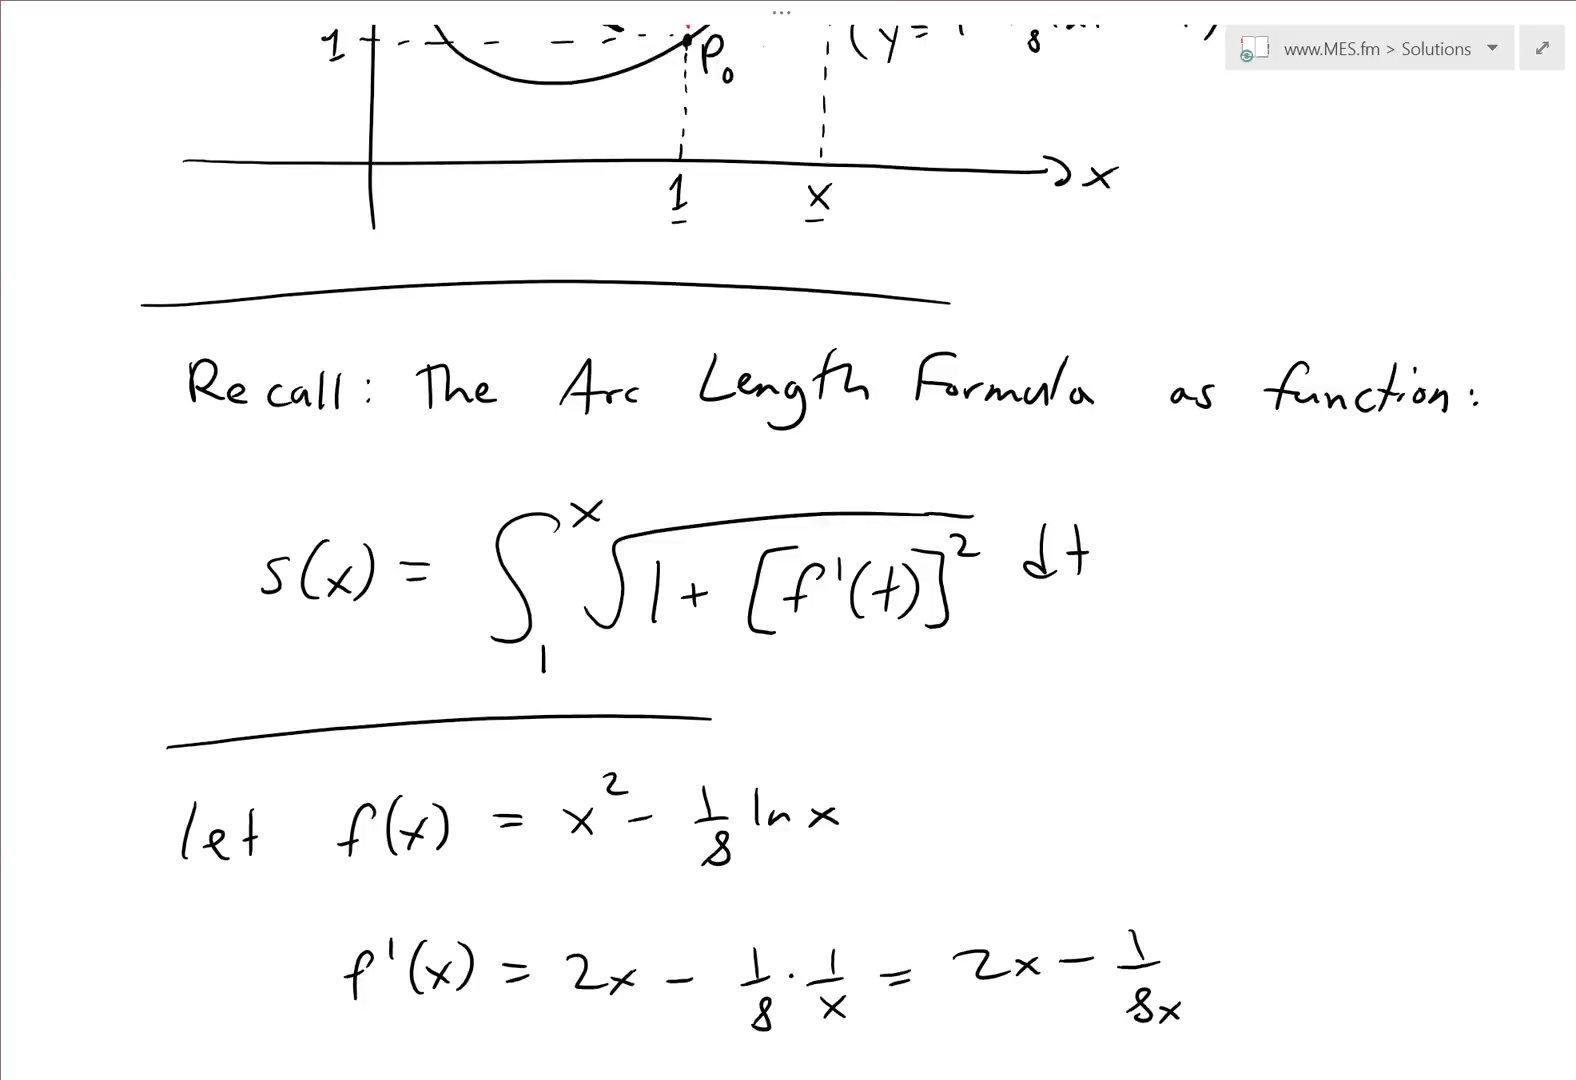 1
P₀
(y=
8
www.MES.fm > Solutions
1
x
x
Recall: The Arc Length Formula as function:
s(x) = ∫₁ˣ √(1 + [f'(t)]²) dt
let f(x) = x² - 1/8 ln x
f'(x) = 2x - 1/8 · 1/x = 2x - 1/8x